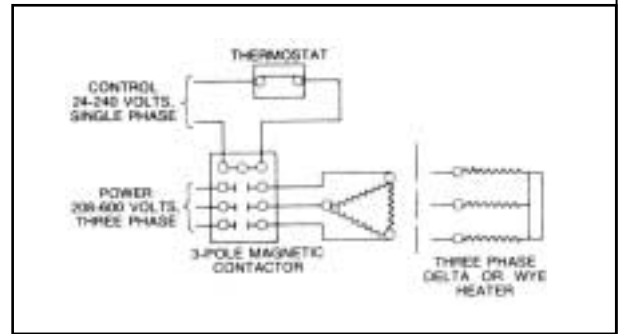 THERMOSTAT
CONTROL
24-240 VOLTS,
SINGLE PHASE
POWER
208-600 VOLTS,
THREE PHASE
3-POLE MAGNETIC
CONTACTOR
THREE PHASE
DELTA OR WYE
HEATER